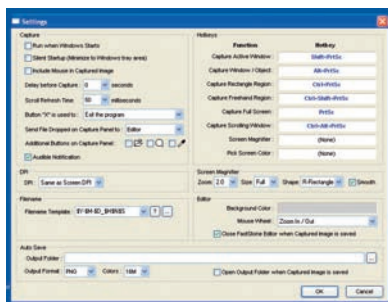 Settings
Capture
Run when Windows Starts
Silent Startup (Minimize to Windows tray area)
Include Mouse in Captured Image
Delay before Capture : 0 seconds
Scroll Refresh Time: 50 milliseconds
Button "X" is used to : Exit the program
Send File Dropped on Capture Panel to : Editor
Additional Buttons on Capture Panel:
Audible Notification
Hotkeys
Function Hotkey
Capture Active Window : Shift+PrtSc
Capture Window / Object : Alt+PrtSc
Capture Rectangle Region : Ctrl+PrtSc
Capture Freehand Region : Ctrl+Shift+PrtSc
Capture Full Screen : PrtSc
Capture Scrolling Window : Ctrl+Alt+PrtSc
Screen Magnifier : (None)
Pick Screen Color : (None)
DPI
DPI : Same as Screen DPI
Screen Magnifier
Zoom: 2.0 Size: Full Shape: R-Rectangle Smooth
Filename
Filename Template : ? ...
Editor
Background Color :
Mouse Wheel : Zoom In / Out
Close FastStone Editor when Captured Image is saved
Auto Save
Output Folder : ...
Output Format: PNG Colors : 16M
Open Output Folder when Captured Image is saved
OK Cancel